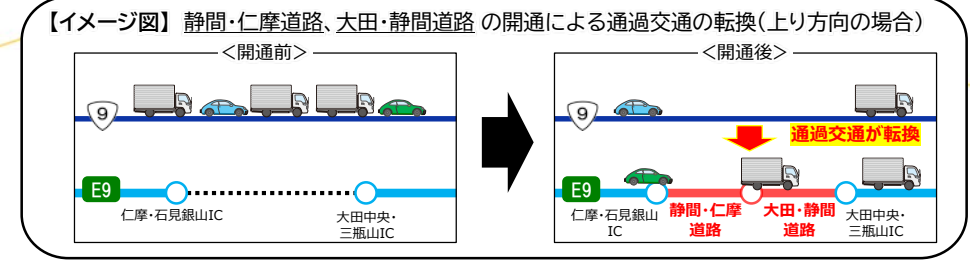 【イメージ図】 静間・仁摩道路、大田・静間道路 の開通による通過交通の転換(上り方向の場合)
<開通前>
9
E9
仁摩・石見銀山IC
大田中央・
三瓶山IC
<開通後>
9
通過交通が転換
E9
仁摩・石見銀山
IC
静間・仁摩
道路
大田・静間
道路
大田中央・
三瓶山IC